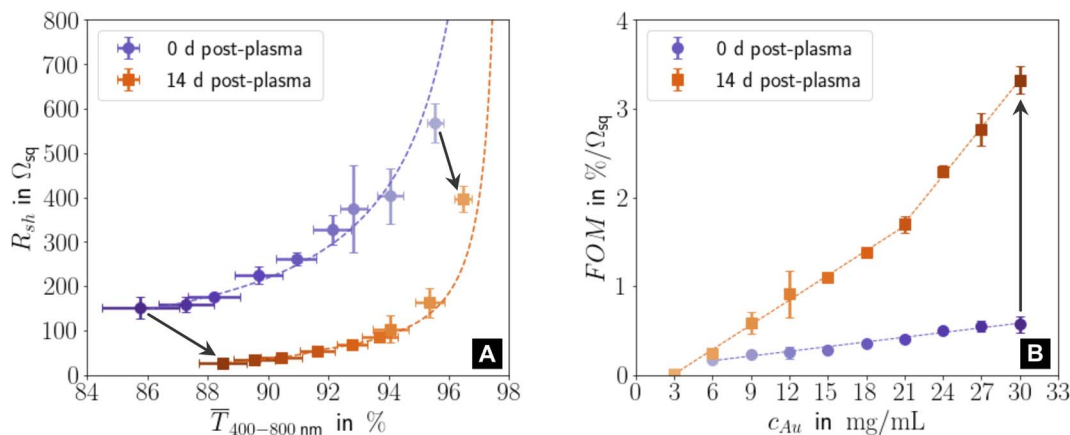 800
700
600
500
400
300
200
100
0
R_sh in Ω_sq
0 d post-plasma
14 d post-plasma
A
84 86 88 90 92 94 96 98
T̅_400−800 nm in %
4
3
2
1
0
FOM in %/Ω_sq
0 d post-plasma
14 d post-plasma
B
0 3 6 9 12 15 18 21 24 27 30 33
c_Au in mg/mL